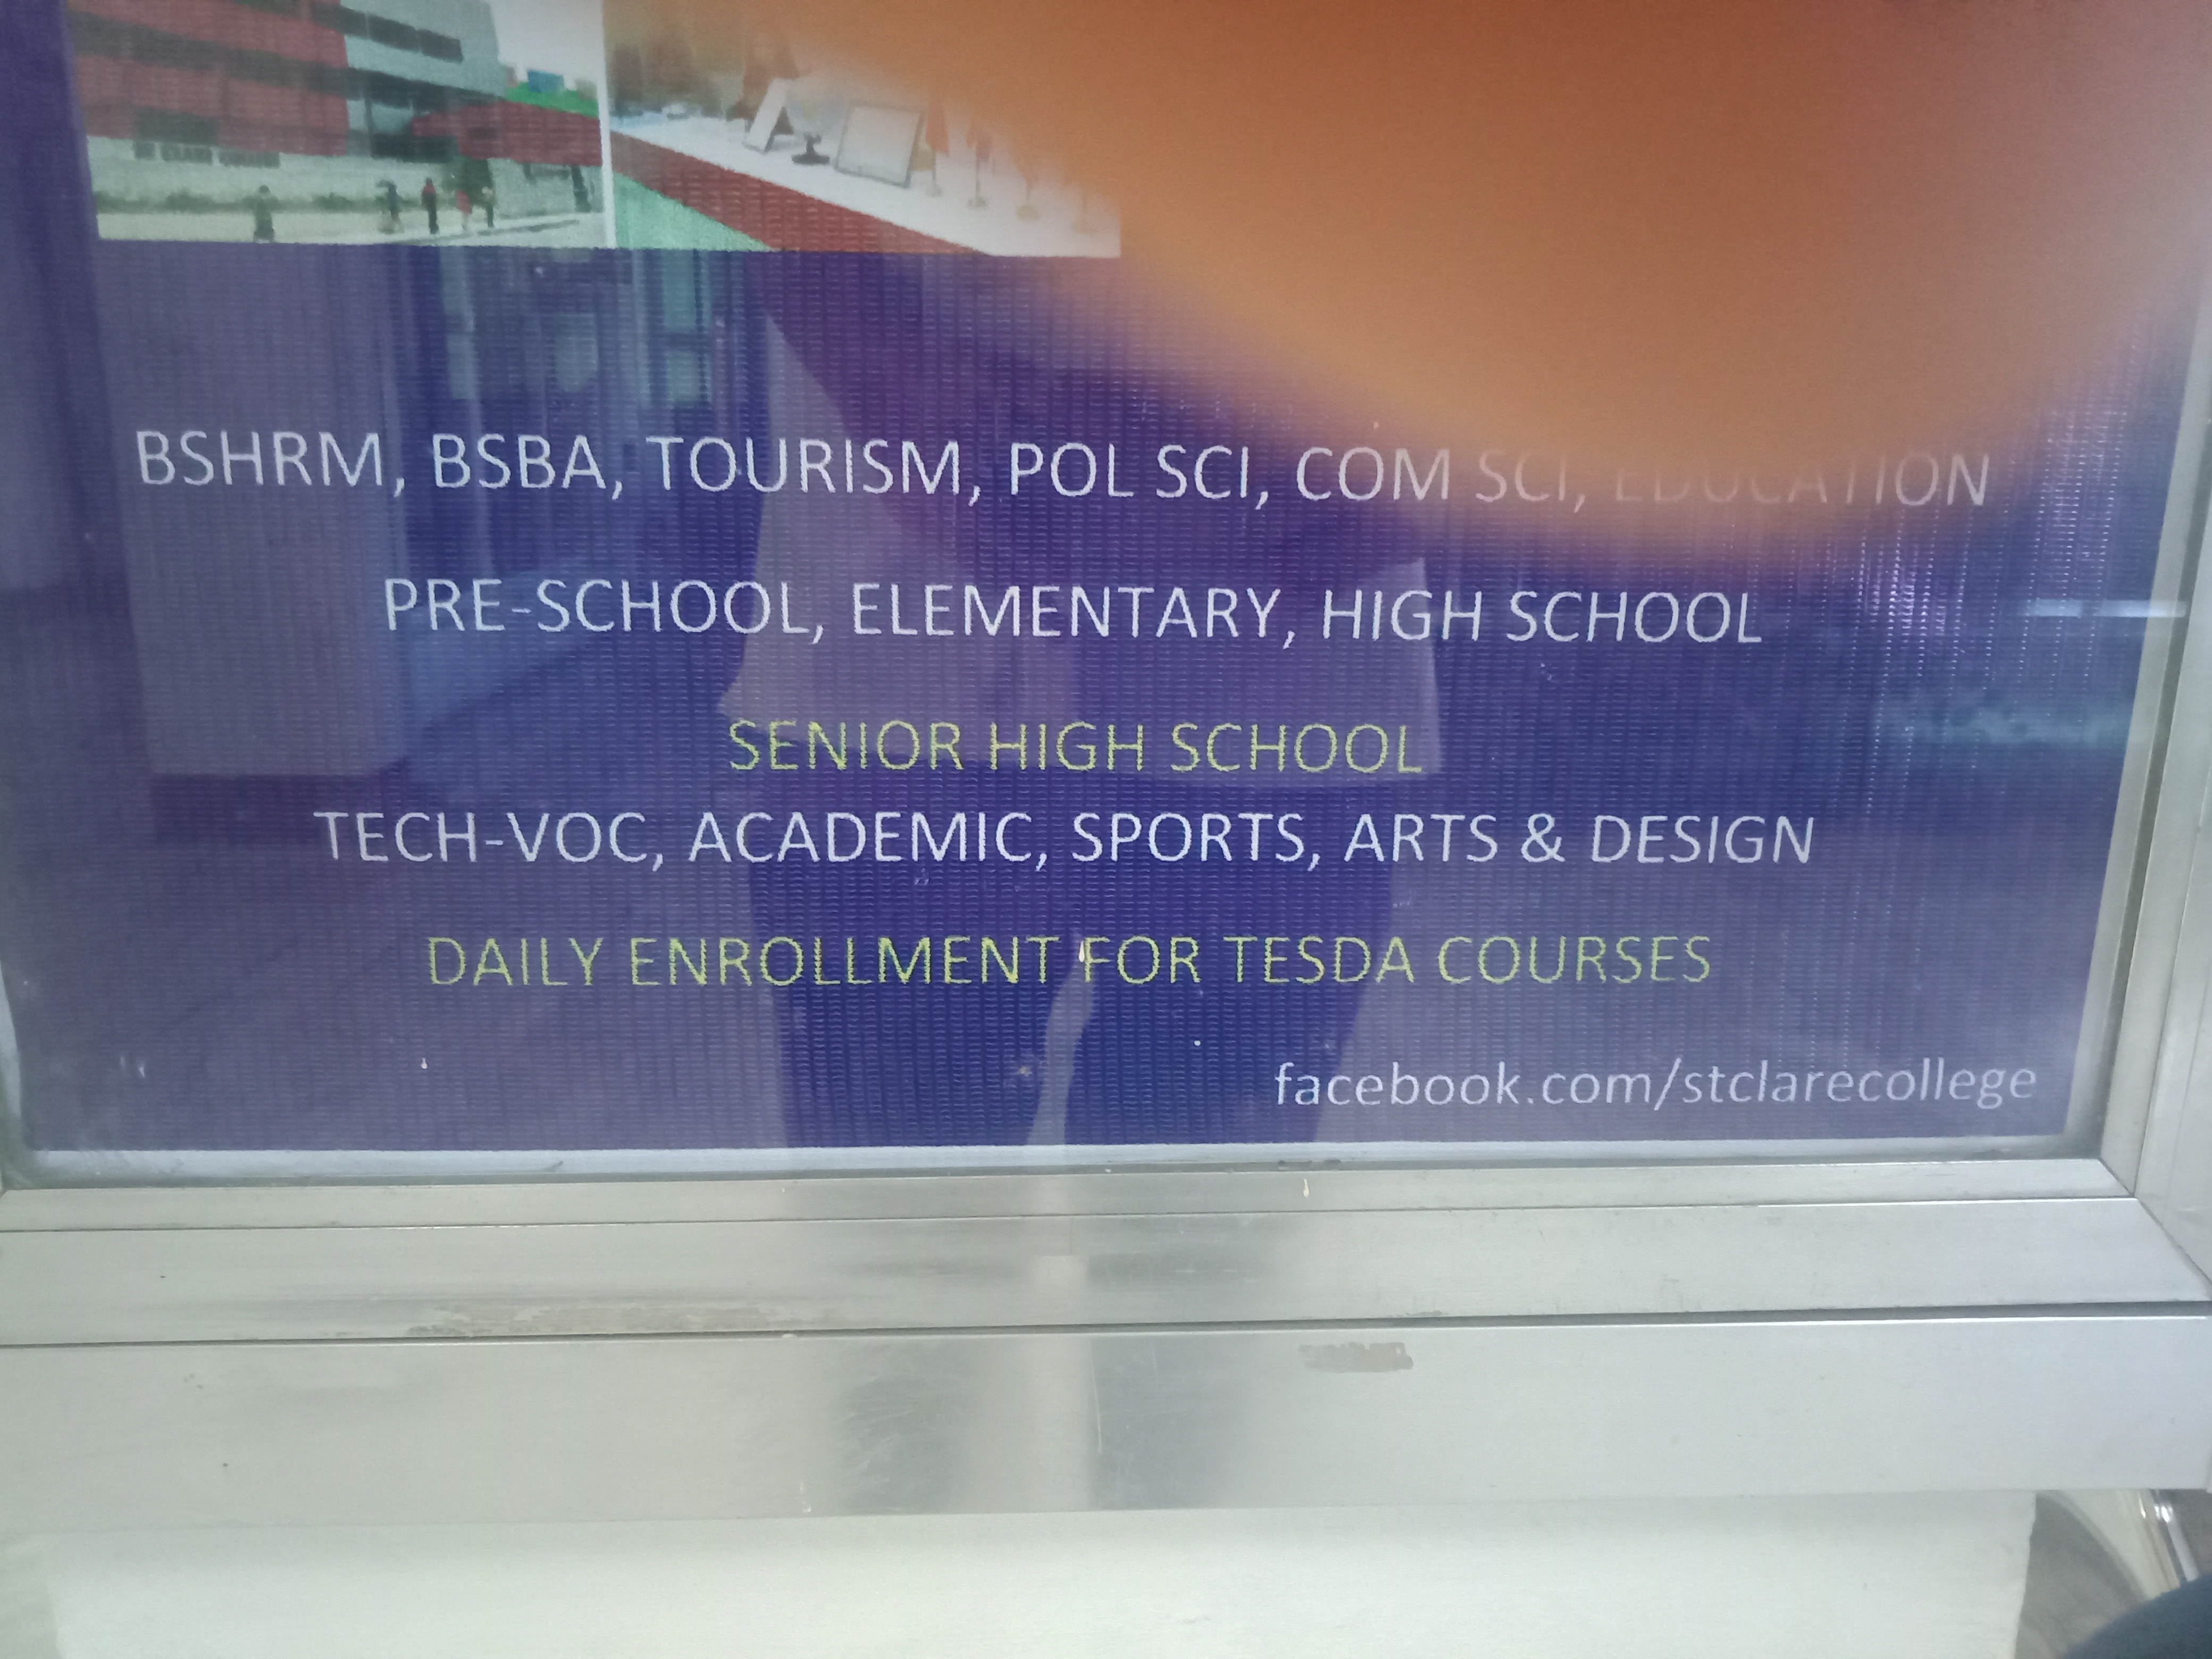 BSHRM, BSBA, TOURISM, POL SCI, COM SCI, EDUCATION
PRE-SCHOOL, ELEMENTARY, HIGH SCHOOL
SENIOR HIGH SCHOOL
TECH-VOC, ACADEMIC, SPORTS, ARTS & DESIGN
DAILY ENROLLMENT FOR TESDA COURSES
facebook.com/stclarecollege